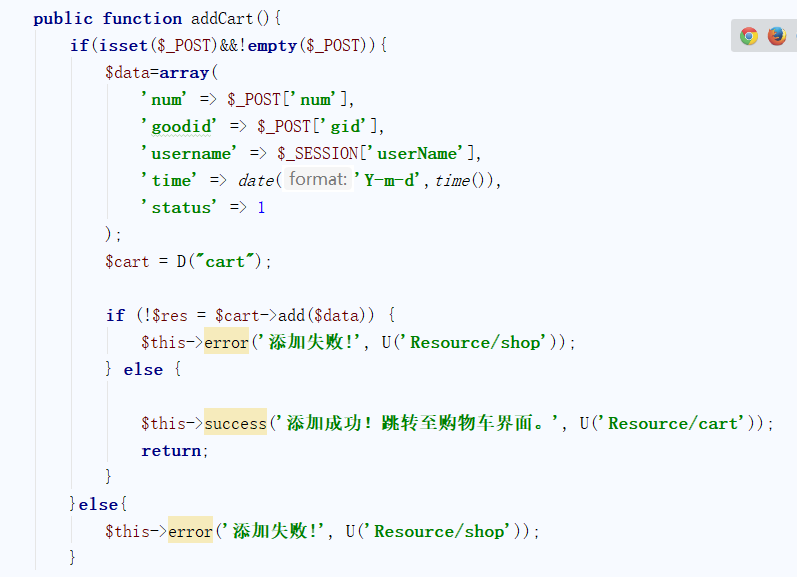 public function addCart(){
if(isset($_POST)&&!empty($_POST)){
$data=array(
'num' => $_POST['num'],
'goodid' => $_POST['gid'],
'username' => $_SESSION['userName'],
'time' => date( format: 'Y-m-d',time()),
'status' => 1
);
$cart = D("cart");
if (!$res = $cart->add($data)) {
$this->error('添加失败!', U('Resource/shop'));
} else {
$this->success('添加成功！跳转至购物车界面。', U('Resource/cart'));
return;
}
}else{
$this->error('添加失败!', U('Resource/shop'));
}